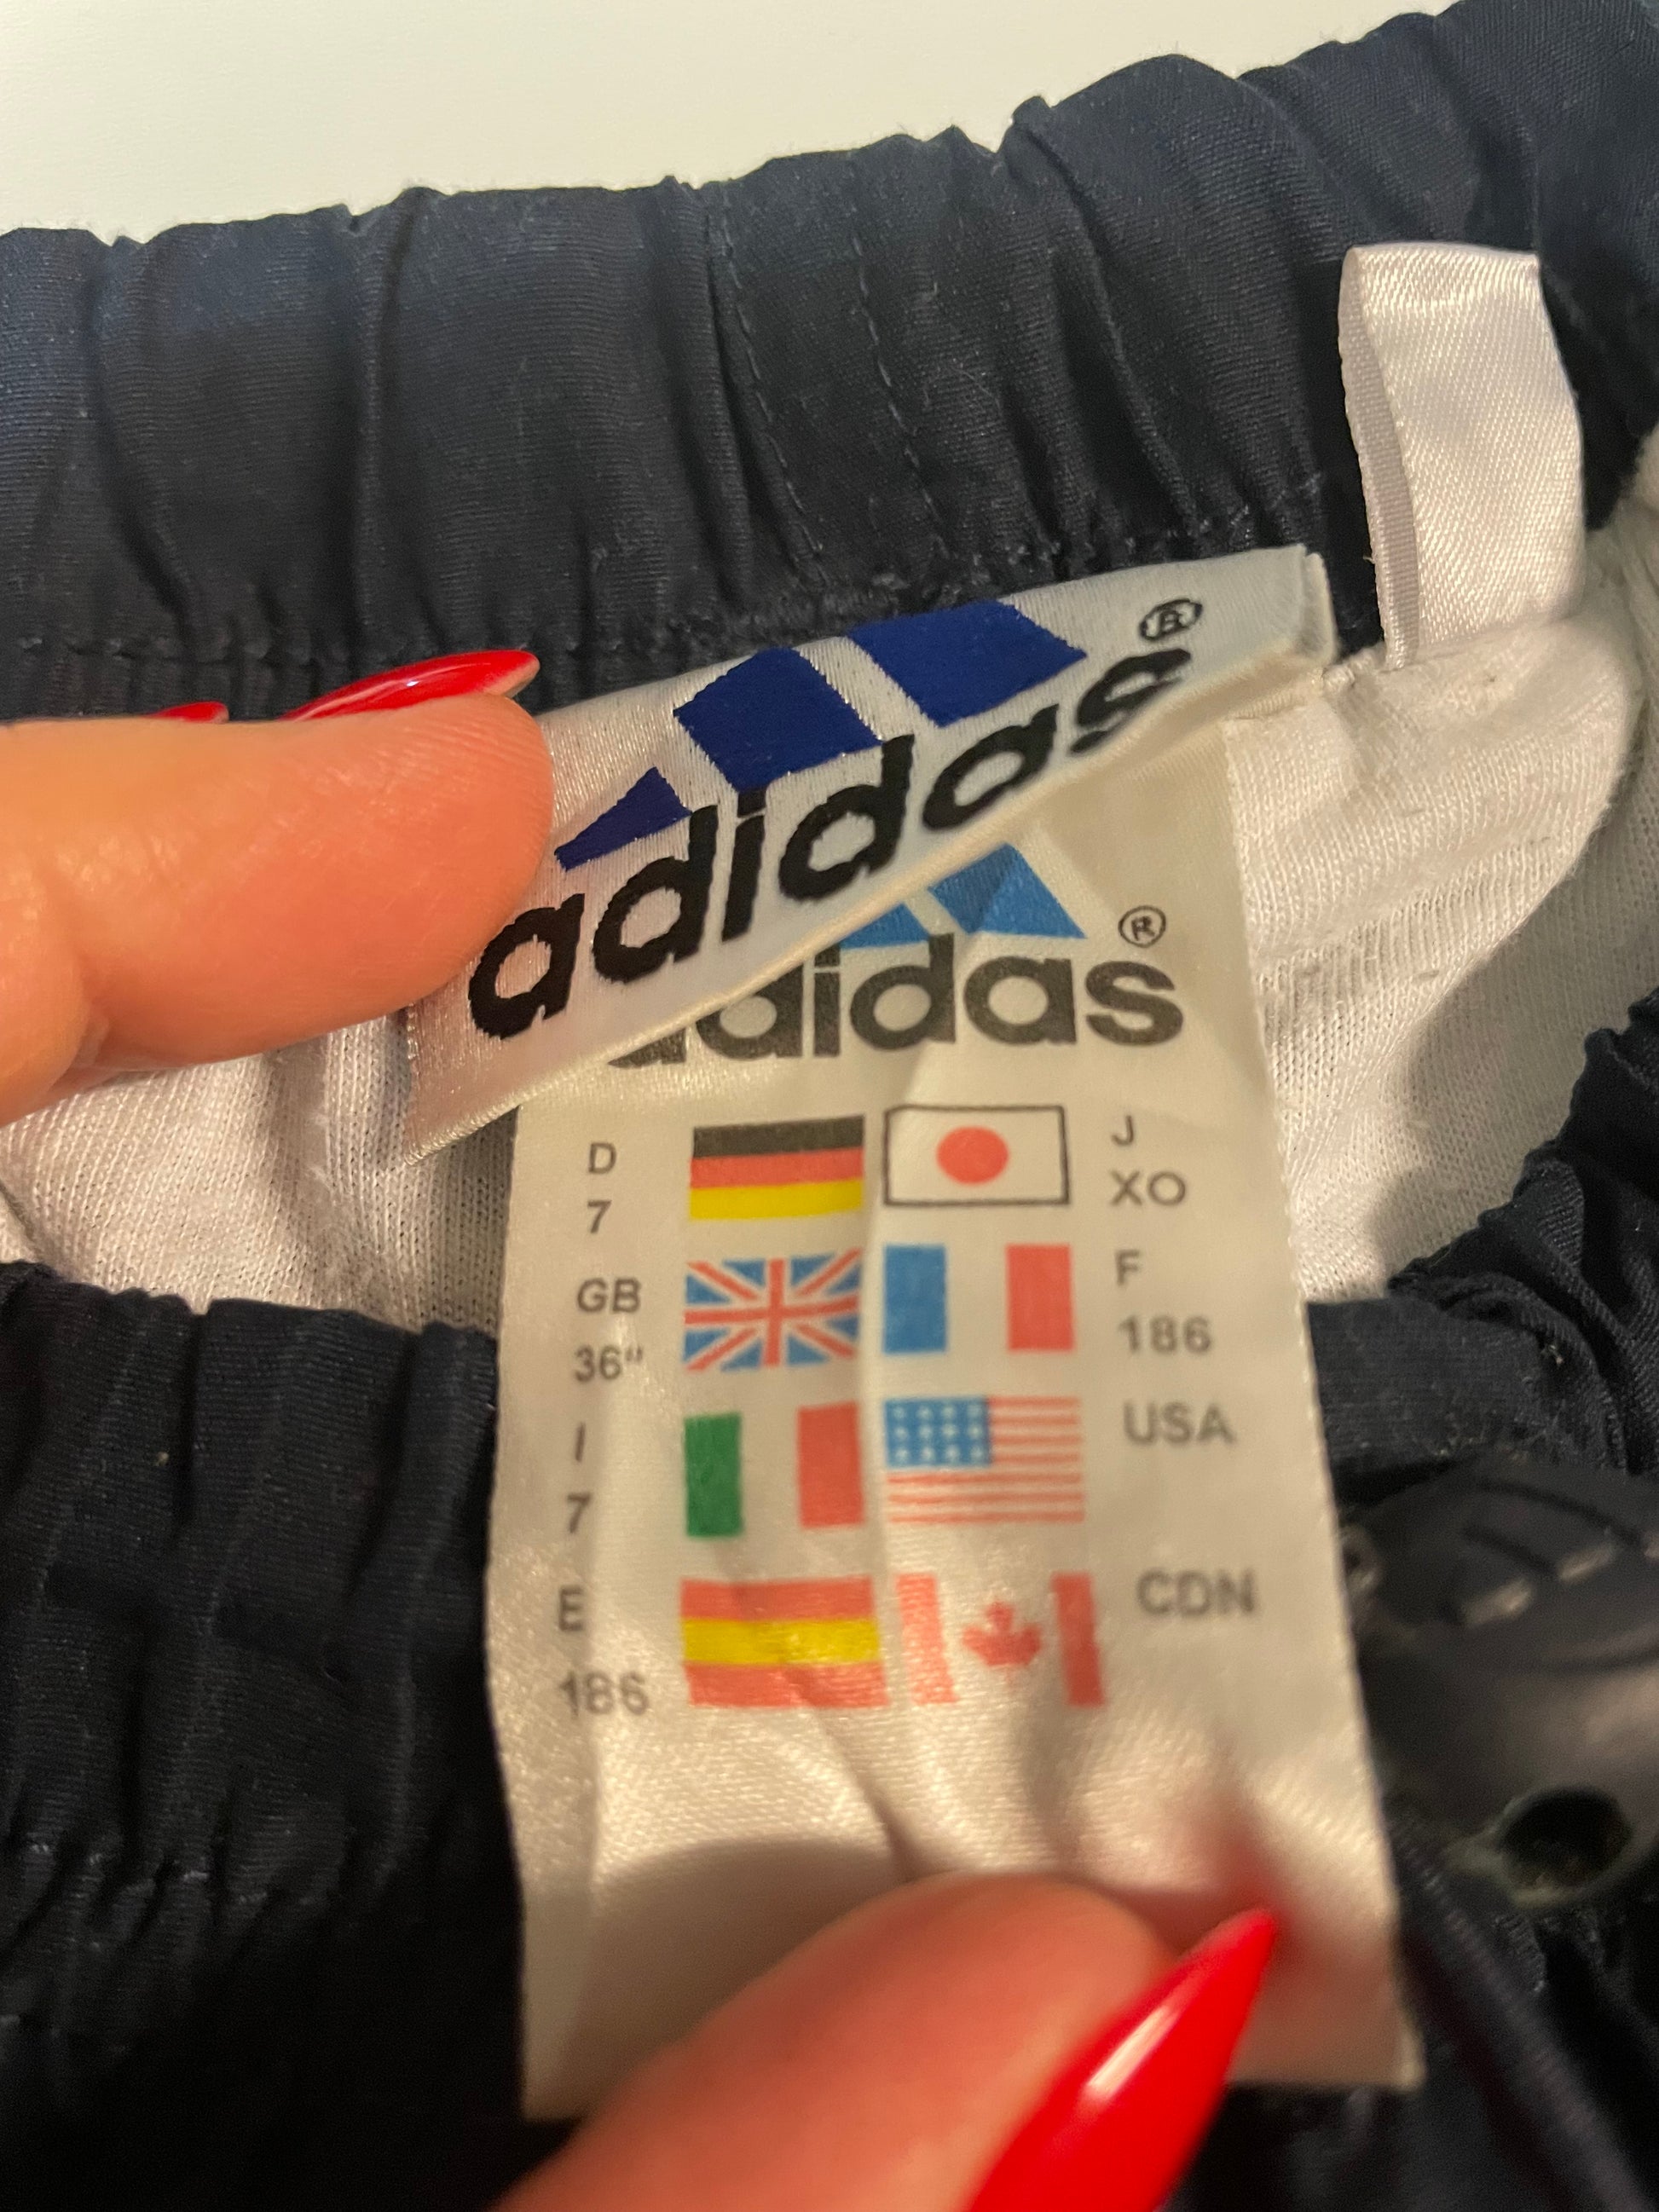 adidas®
adidas®
D
7
J
XO
GB
36"
F
186
I
7
USA
E
186
CDN